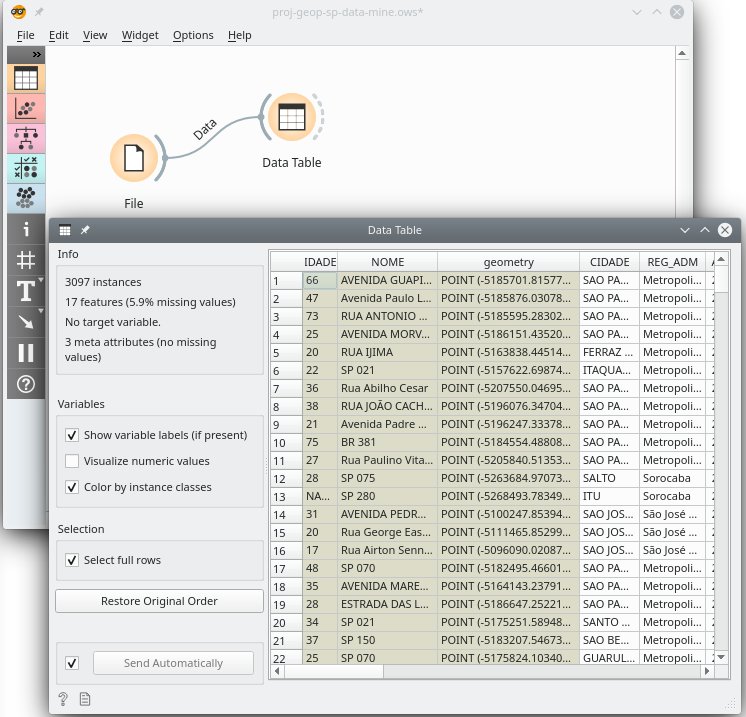 proj-geop-sp-data-mine.ows*
File Edit View Widget Options Help
»
Data
Data Table
File
Data Table
Info
3097 instances
17 features (5.9% missing values)
No target variable.
3 meta attributes (no missing
values)
Variables
Show variable labels (if present)
Visualize numeric values
Color by instance classes
Selection
Select full rows
Restore Original Order
Send Automatically
IDADE NOME geometry CIDADE REG_ADM
1 66 AVENIDA GUAPI... POINT (-5185701.81577... SAO PA... Metropoli...
2 47 Avenida Paulo L... POINT (-5185876.03078... SAO PA... Metropoli...
3 73 RUA ANTONIO ... POINT (-5185595.28302... SAO PA... Metropoli...
4 25 AVENIDA MORV... POINT (-5186151.43520... SAO PA... Metropoli...
5 20 RUA IJIMA POINT (-5163838.44514... FERRAZ ... Metropoli...
6 22 SP 021 POINT (-5157622.69874... ITAQUA... Metropoli...
7 36 Rua Abilho Cesar POINT (-5207550.04695... SAO PA... Metropoli...
8 38 RUA JOÃO CACH... POINT (-5196076.34704... SAO PA... Metropoli...
9 21 Avenida Padre ... POINT (-5196247.33378... SAO PA... Metropoli...
10 75 BR 381 POINT (-5184554.48808... SAO PA... Metropoli...
11 27 Rua Paulino Vita... POINT (-5205840.51353... SAO PA... Metropoli...
12 28 SP 075 POINT (-5263684.97073... SALTO Sorocaba
13 NA... SP 280 POINT (-5268493.78349... ITU Sorocaba
14 31 AVENIDA PEDR... POINT (-5100247.85394... SAO JOS... São José ...
15 20 Rua George Eas... POINT (-5111465.85299... SAO JOS... São José ...
16 17 Rua Airton Senn... POINT (-5096090.02087... SAO JOS... São José ...
17 48 SP 070 POINT (-5182495.46601... SAO PA... Metropoli...
18 35 AVENIDA MARE... POINT (-5164143.23791... SAO PA... Metropoli...
19 28 ESTRADA DAS L... POINT (-5186647.25221... SAO PA... Metropoli...
20 34 SP 021 POINT (-5175251.58948... SANTO ... Metropoli...
21 37 SP 150 POINT (-5183207.54673... SAO BE... Metropoli...
22 25 SP 070 POINT (-5175824.10340... GUARUL... Metropoli...